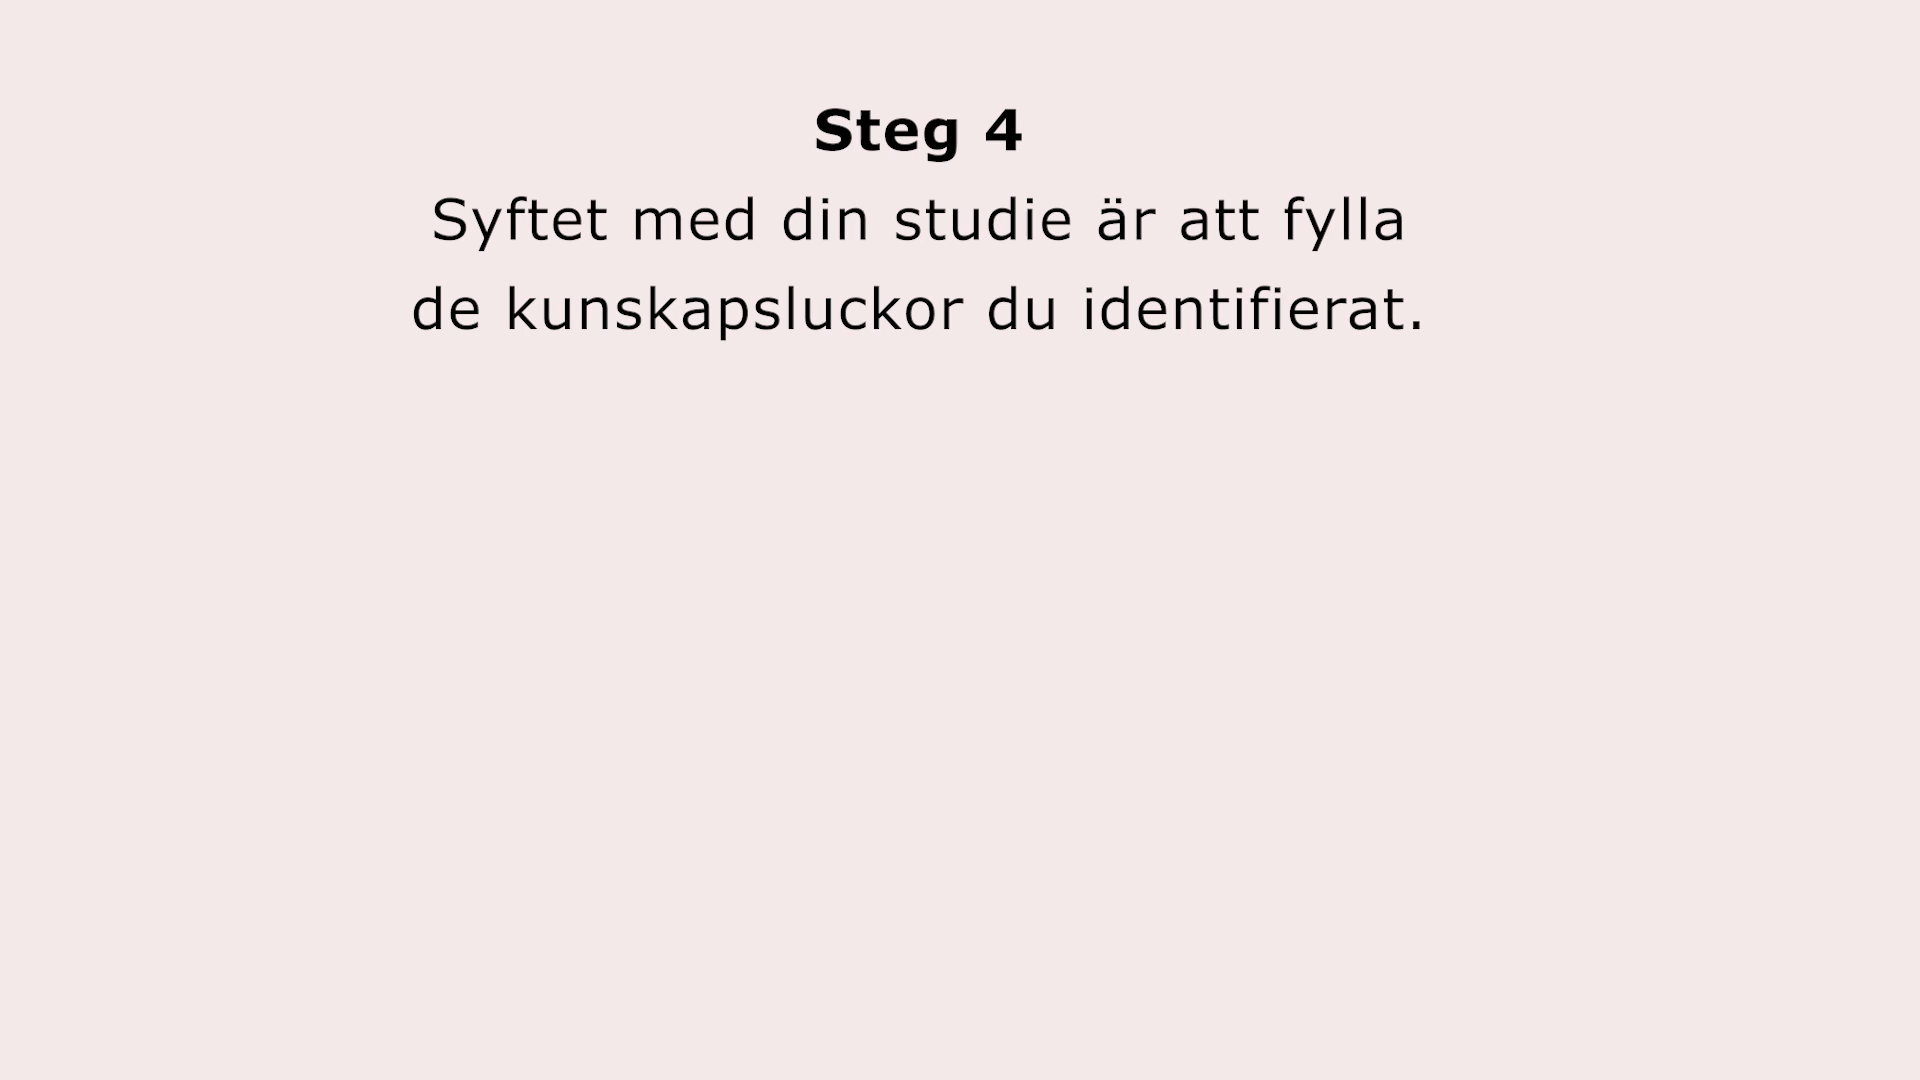 Steg 4
Syftet med din studie är att fylla
de kunskapsluckor du identifierat.